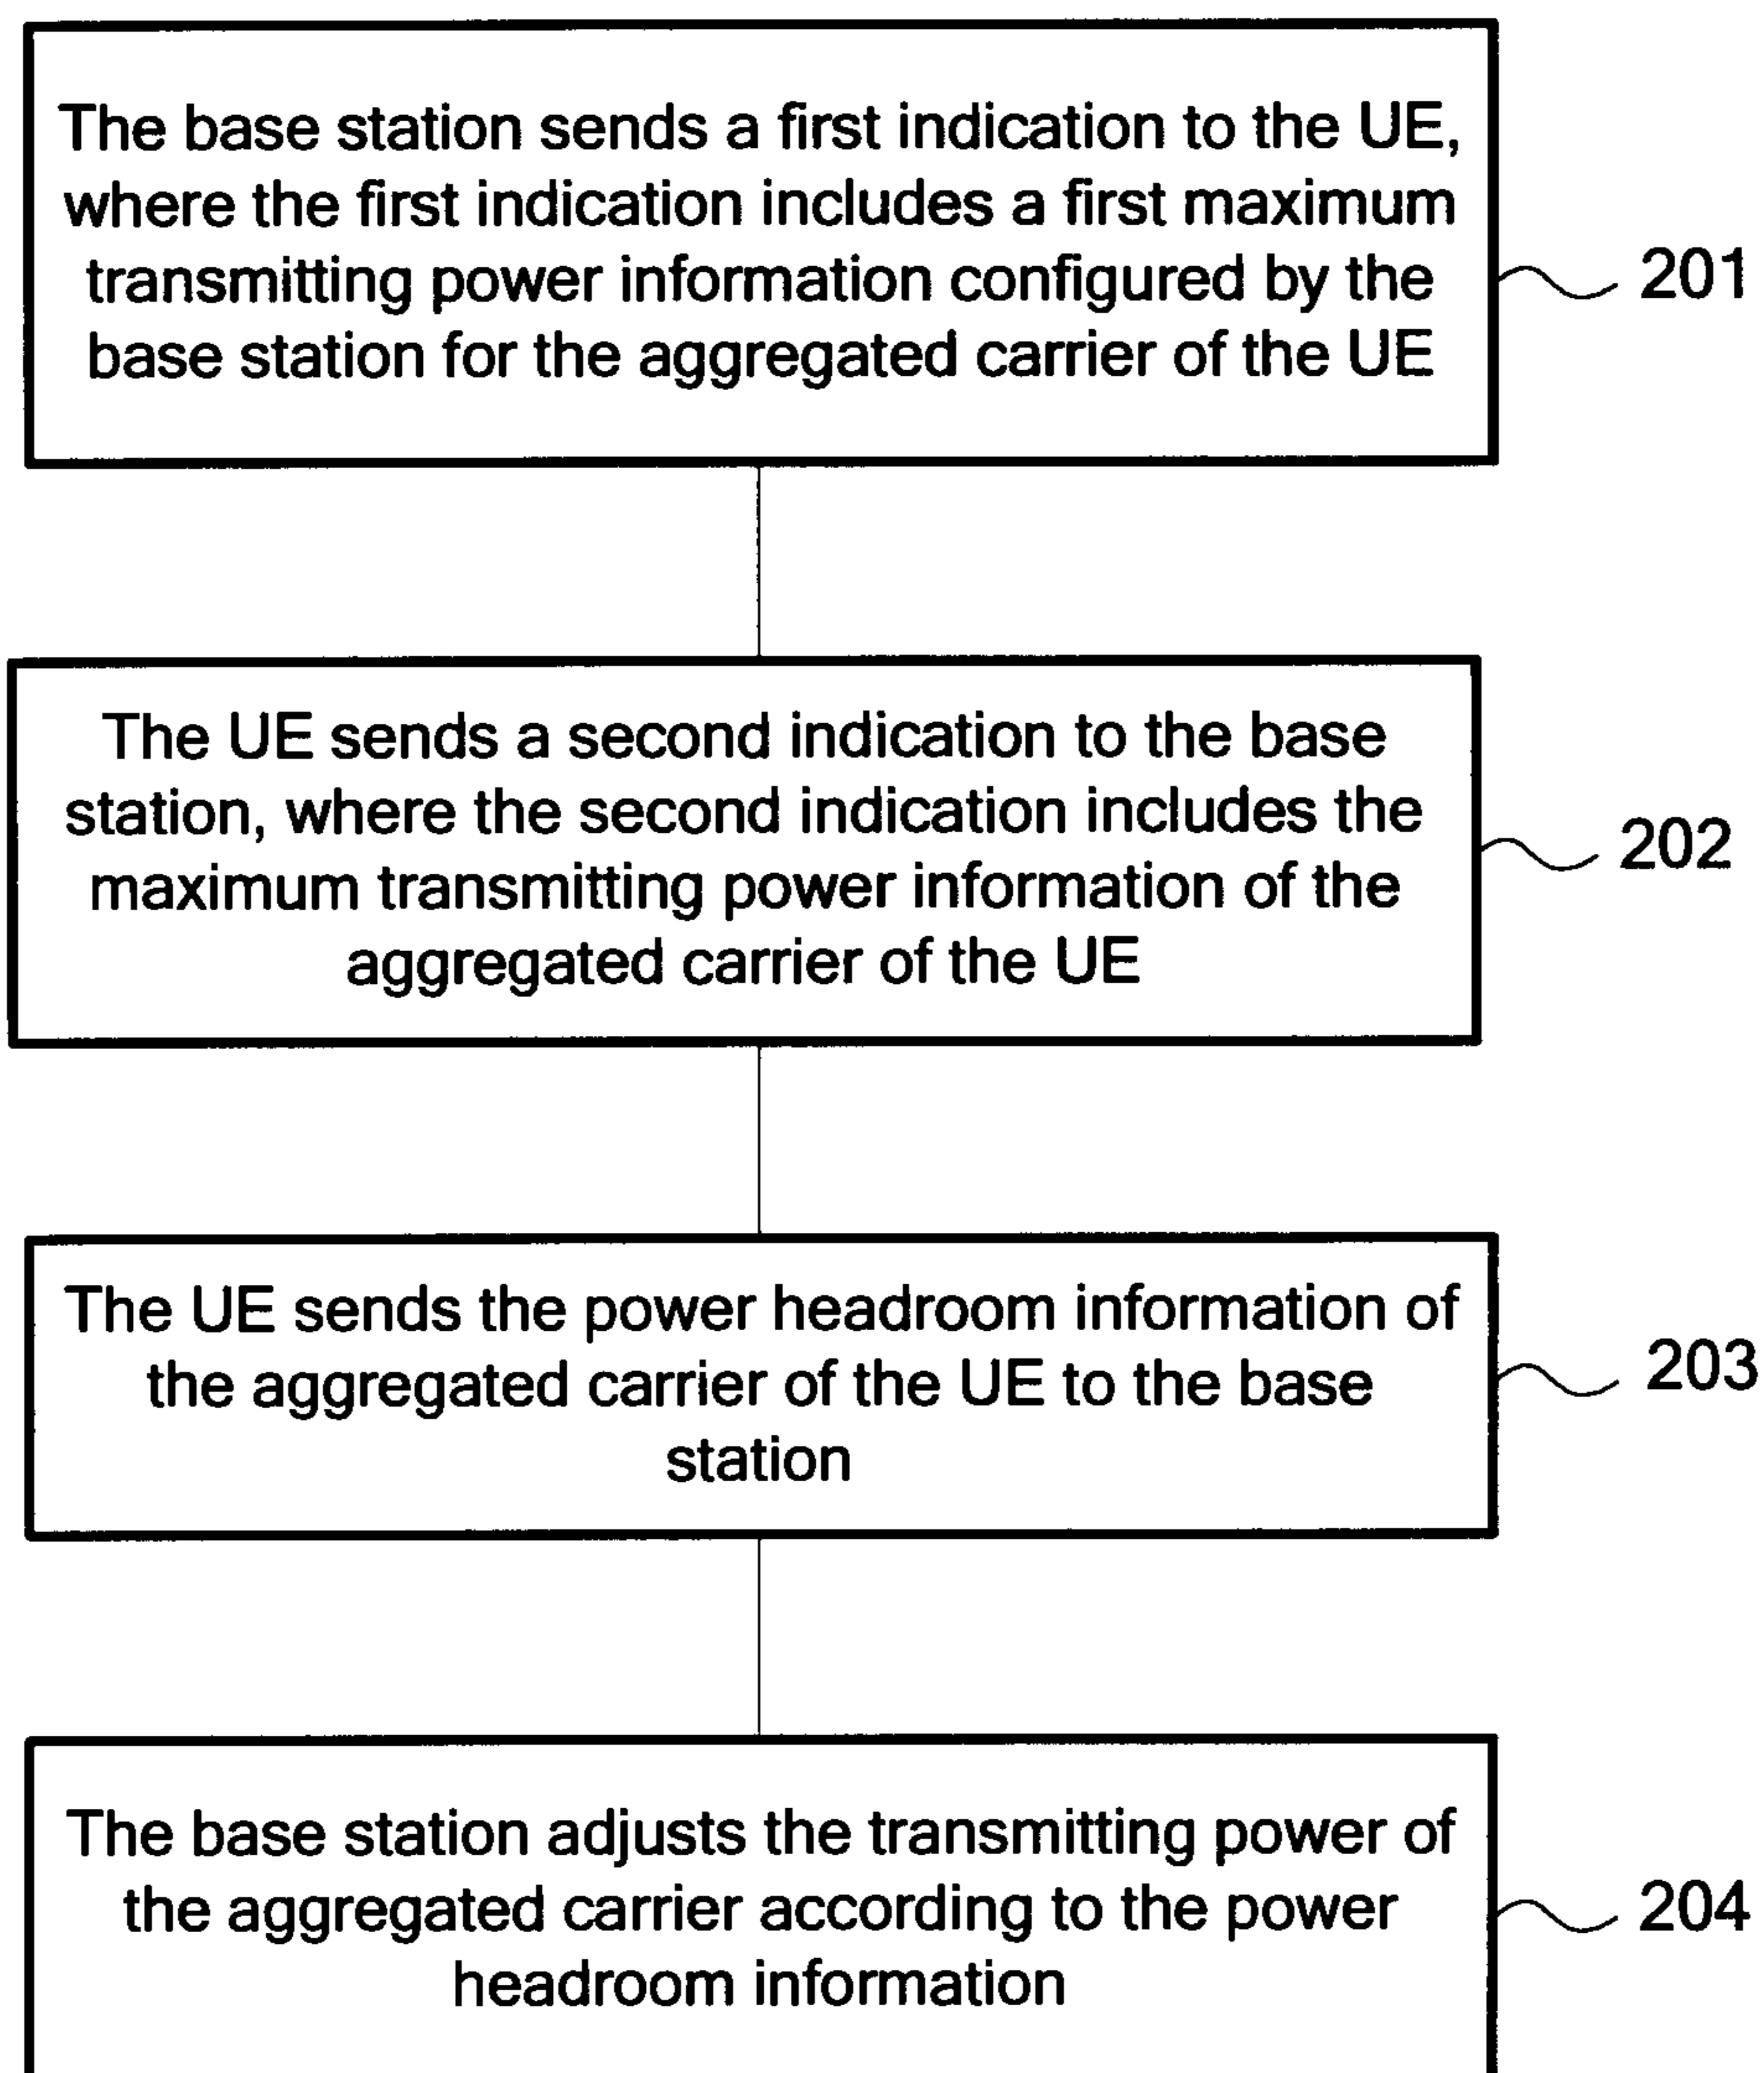 The base station sends a first indication to the UE,
where the first indication includes a first maximum
transmitting power information configured by the
base station for the aggregated carrier of the UE
201
The UE sends a second indication to the base
station, where the second indication includes the
maximum transmitting power information of the
aggregated carrier of the UE
202
The UE sends the power headroom information of
the aggregated carrier of the UE to the base
station
203
The base station adjusts the transmitting power of
the aggregated carrier according to the power
headroom information
204